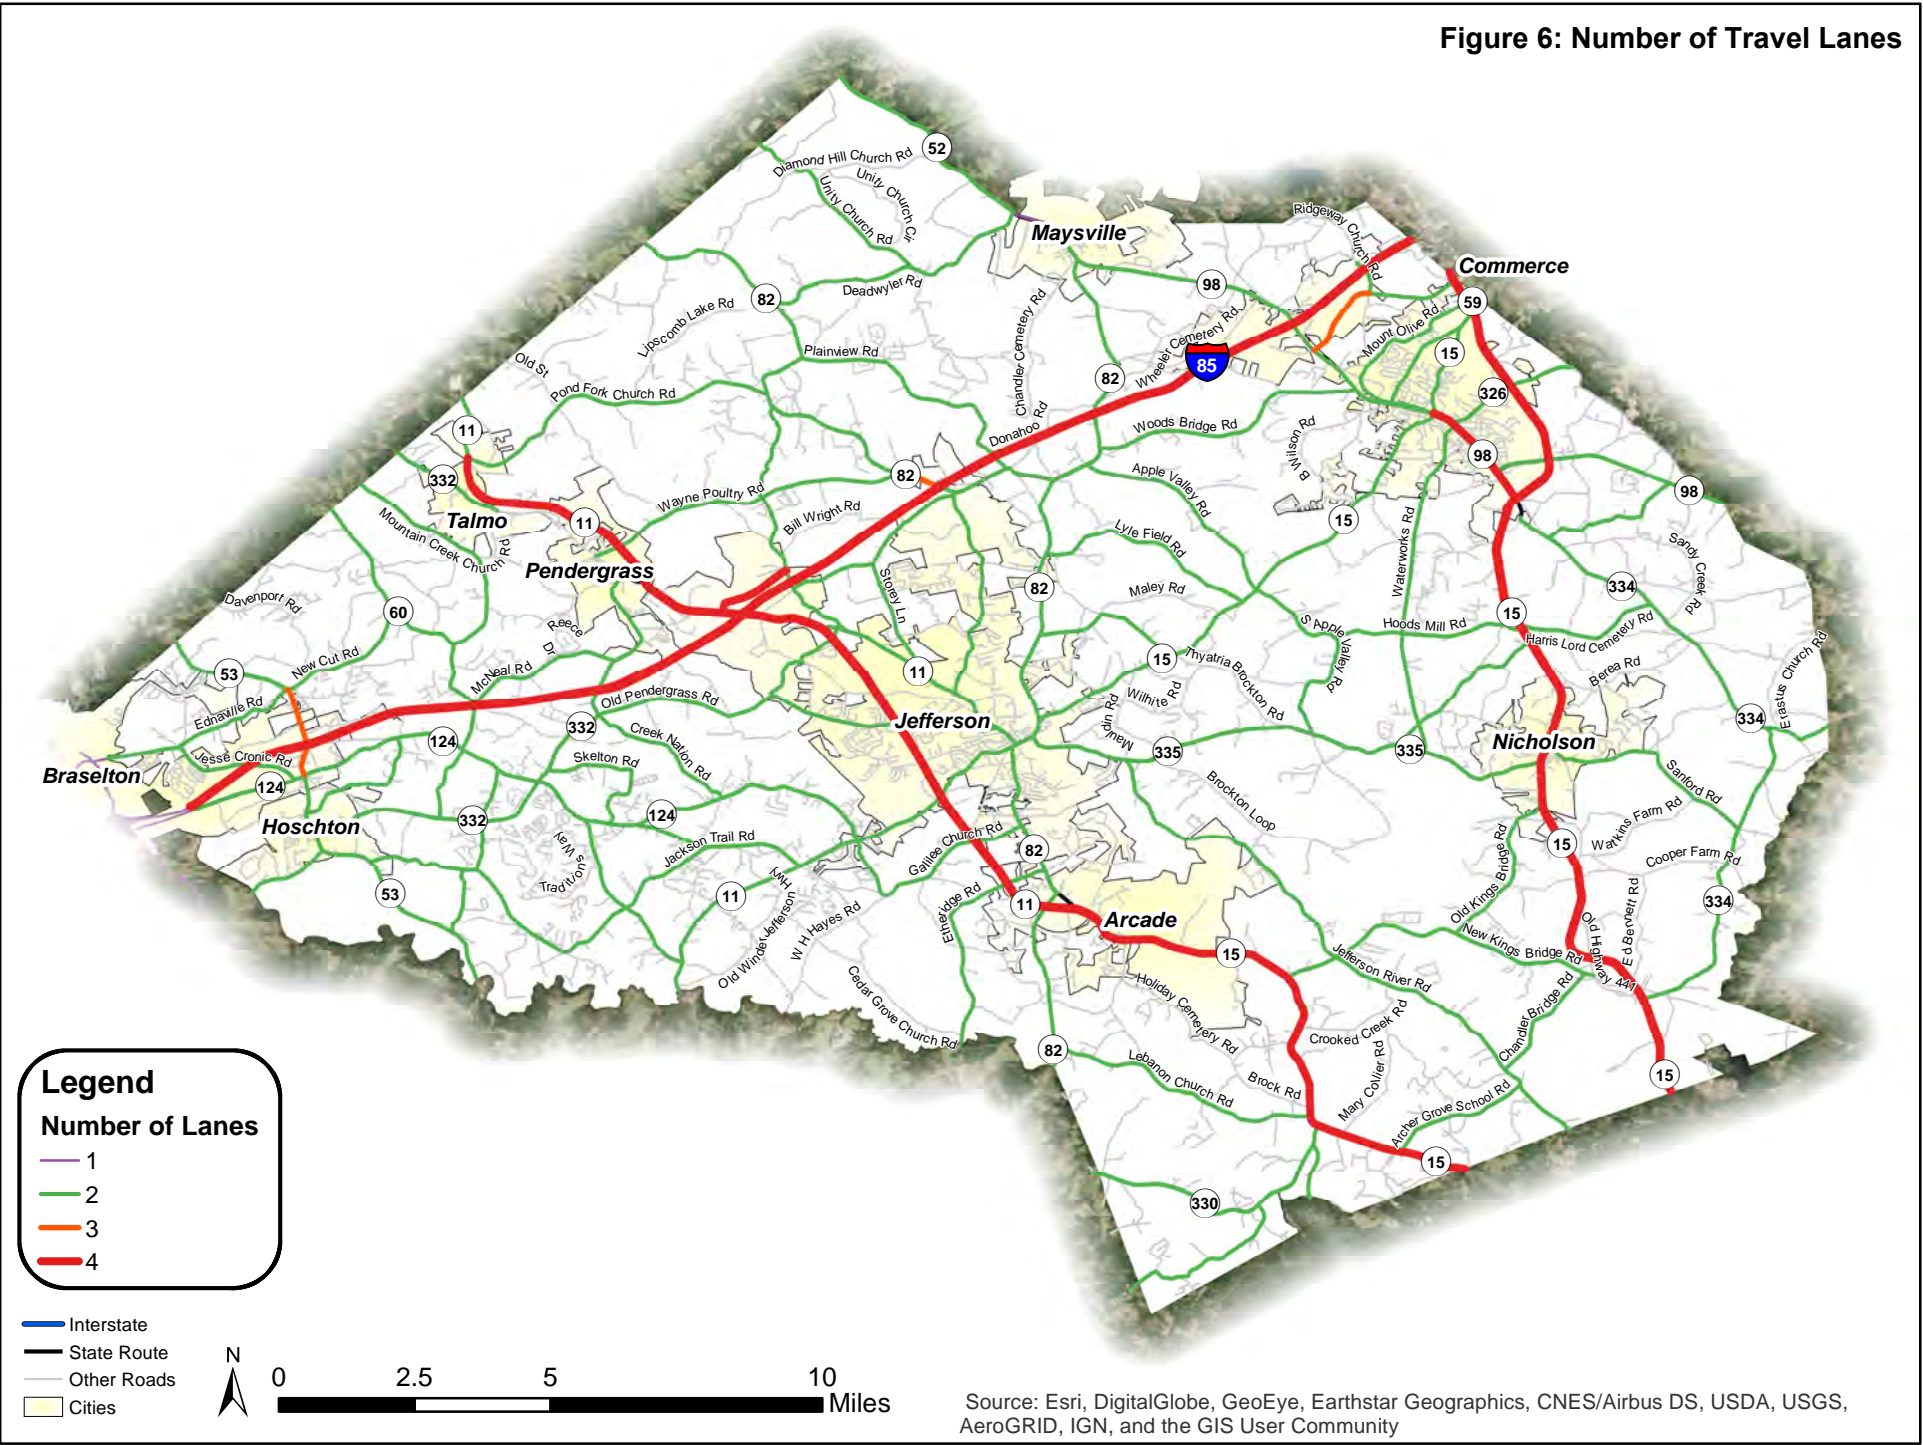 Figure 6: Number of Travel Lanes
52
Diamond Hill Church Rd
Unity Church Cir
Unity Church Rd
Ridgeway Church Rd
Maysville
Commerce
82
Deadwyler Rd
98
59
Lipscomb Lake Rd
Chandler Cemetery Rd
Wheeler Cemetery Rd
Mount Olive Rd
Plainview Rd
15
Old St
85
82
Pond Fork Church Rd
326
Donahoo Rd
Woods Bridge Rd
B Wilson Rd
11
98
332
82
Apple Valley Rd
98
Wayne Poultry Rd
Talmo
11
Bill Wright Rd
15
Mountain Creek Church Rd
Lyle Field Rd
Waterworks Rd
Sandy Creek Rd
Pendergrass
Storey Ln
82
Maley Rd
334
Davenport Rd
60
15
Reece Dr
S Apple Valley Rd
Hoods Mill Rd
Harris Lord Cemetery Rd
New Cut Rd
53
McNeal Rd
11
15
Thyatria Brockton Rd
Berea Rd
Erastus Church Rd
Ednaville Rd
Old Pendergrass Rd
Wilhite Rd
Maupin Rd
Jefferson
332
Creek Nation Rd
124
334
Nicholson
335
335
Jesse Cronic Rd
Skelton Rd
Braselton
124
Sanford Rd
Brockton Loop
332
124
Hoschton
Jackson Trail Rd
Galilee Church Rd
Watkins Farm Rd
82
Old Kings Bridge Rd
15
Cooper Farm Rd
Traditions Way
53
11
Old Winder Jefferson Hwy
W H Hayes Rd
Etheridge Rd
11
Arcade
334
Ed Bennett Rd
Old Highway 441
New Kings Bridge Rd
15
Jefferson River Rd
Cedar Grove Church Rd
Holiday Cemetery Rd
Chandler Bridge Rd
Crooked Creek Rd
82
Lebanon Church Rd
Brock Rd
Mary Collier Rd
15
Archer Grove School Rd
15
330
Legend
Number of Lanes
1
2
3
4
Interstate
State Route
Other Roads
Cities
N
0 2.5 5 10
Miles
Source: Esri, DigitalGlobe, GeoEye, Earthstar Geographics, CNES/Airbus DS, USDA, USGS,
AeroGRID, IGN, and the GIS User Community